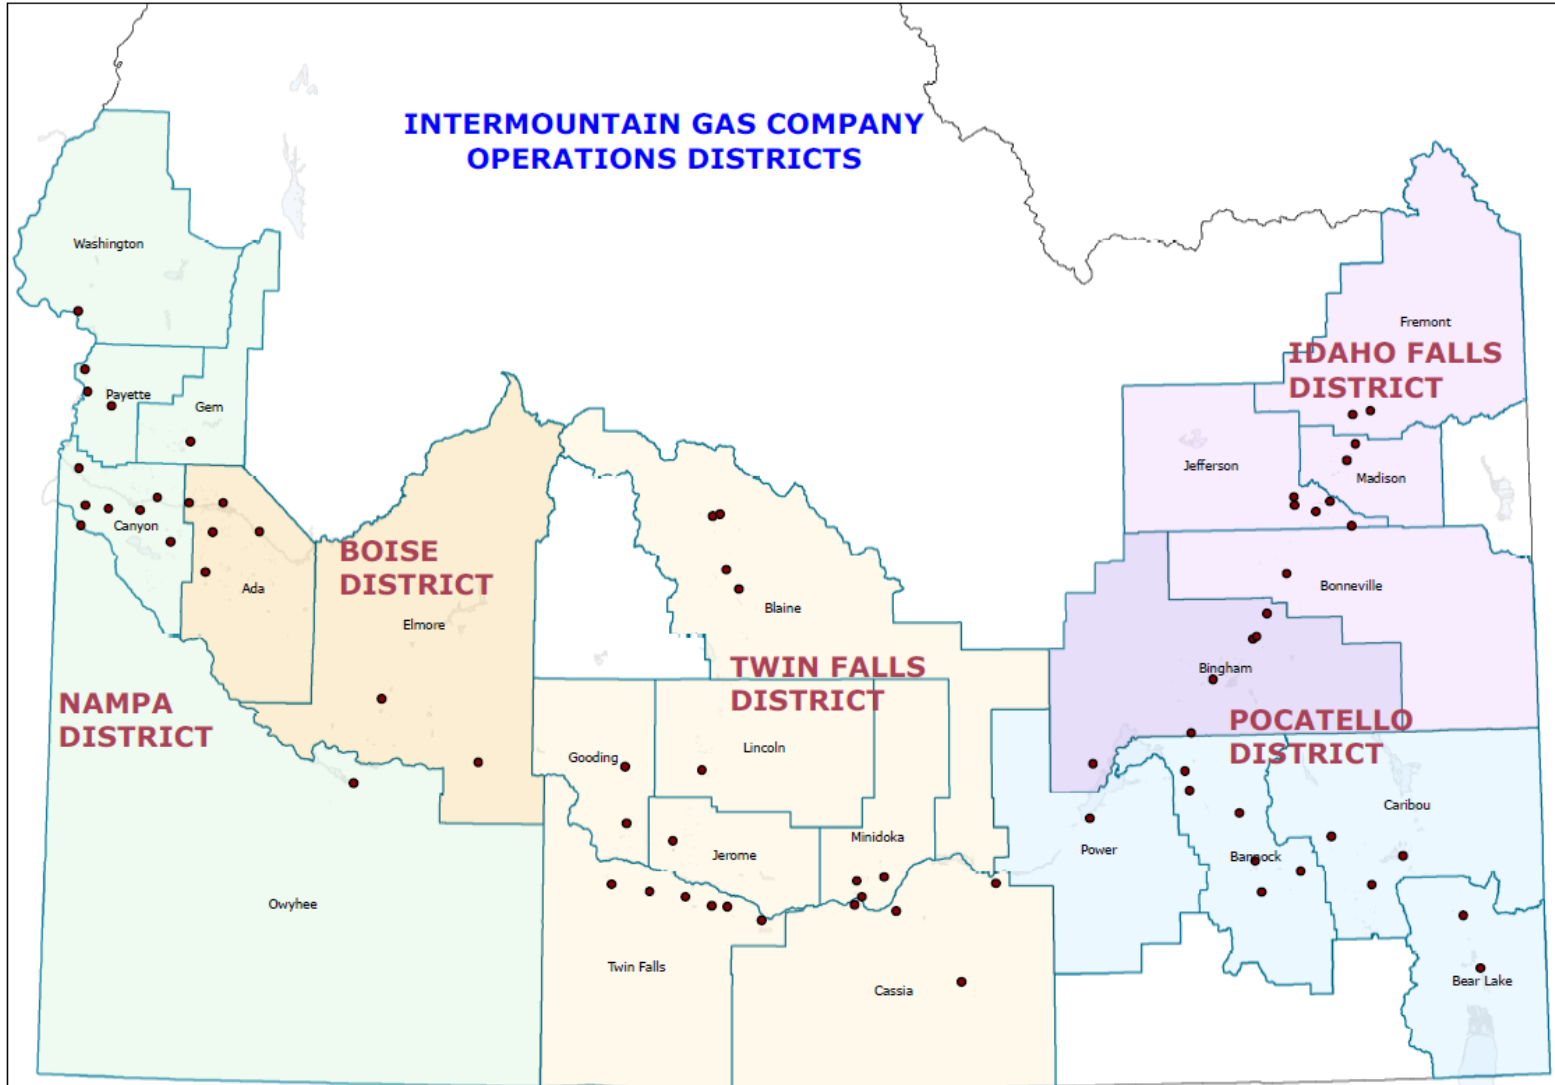 INTERMOUNTAIN GAS COMPANY
OPERATIONS DISTRICTS
Washington
Fremont
IDAHO FALLS
DISTRICT
Payette
Gem
Jefferson
Madison
Canyon
BOISE
DISTRICT
Ada
Elmore
Blaine
Bonneville
TWIN FALLS
DISTRICT
Bingham
NAMPA
DISTRICT
POCATELLO
DISTRICT
Gooding
Lincoln
Caribou
Minidoka
Jerome
Power
Bannock
Owyhee
Twin Falls
Cassia
Bear Lake